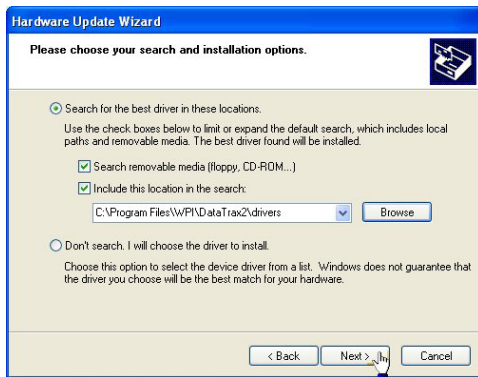 Hardware Update Wizard
Please choose your search and installation options.
Search for the best driver in these locations.
Use the check boxes below to limit or expand the default search, which includes local
paths and removable media. The best driver found will be installed.
Search removable media (floppy, CD-ROM...)
Include this location in the search:
C:\Program Files\WPI\DataTrax2\drivers
Browse
Don't search. I will choose the driver to install.
Choose this option to select the device driver from a list. Windows does not guarantee that
the driver you choose will be the best match for your hardware.
< Back
Next >
Cancel